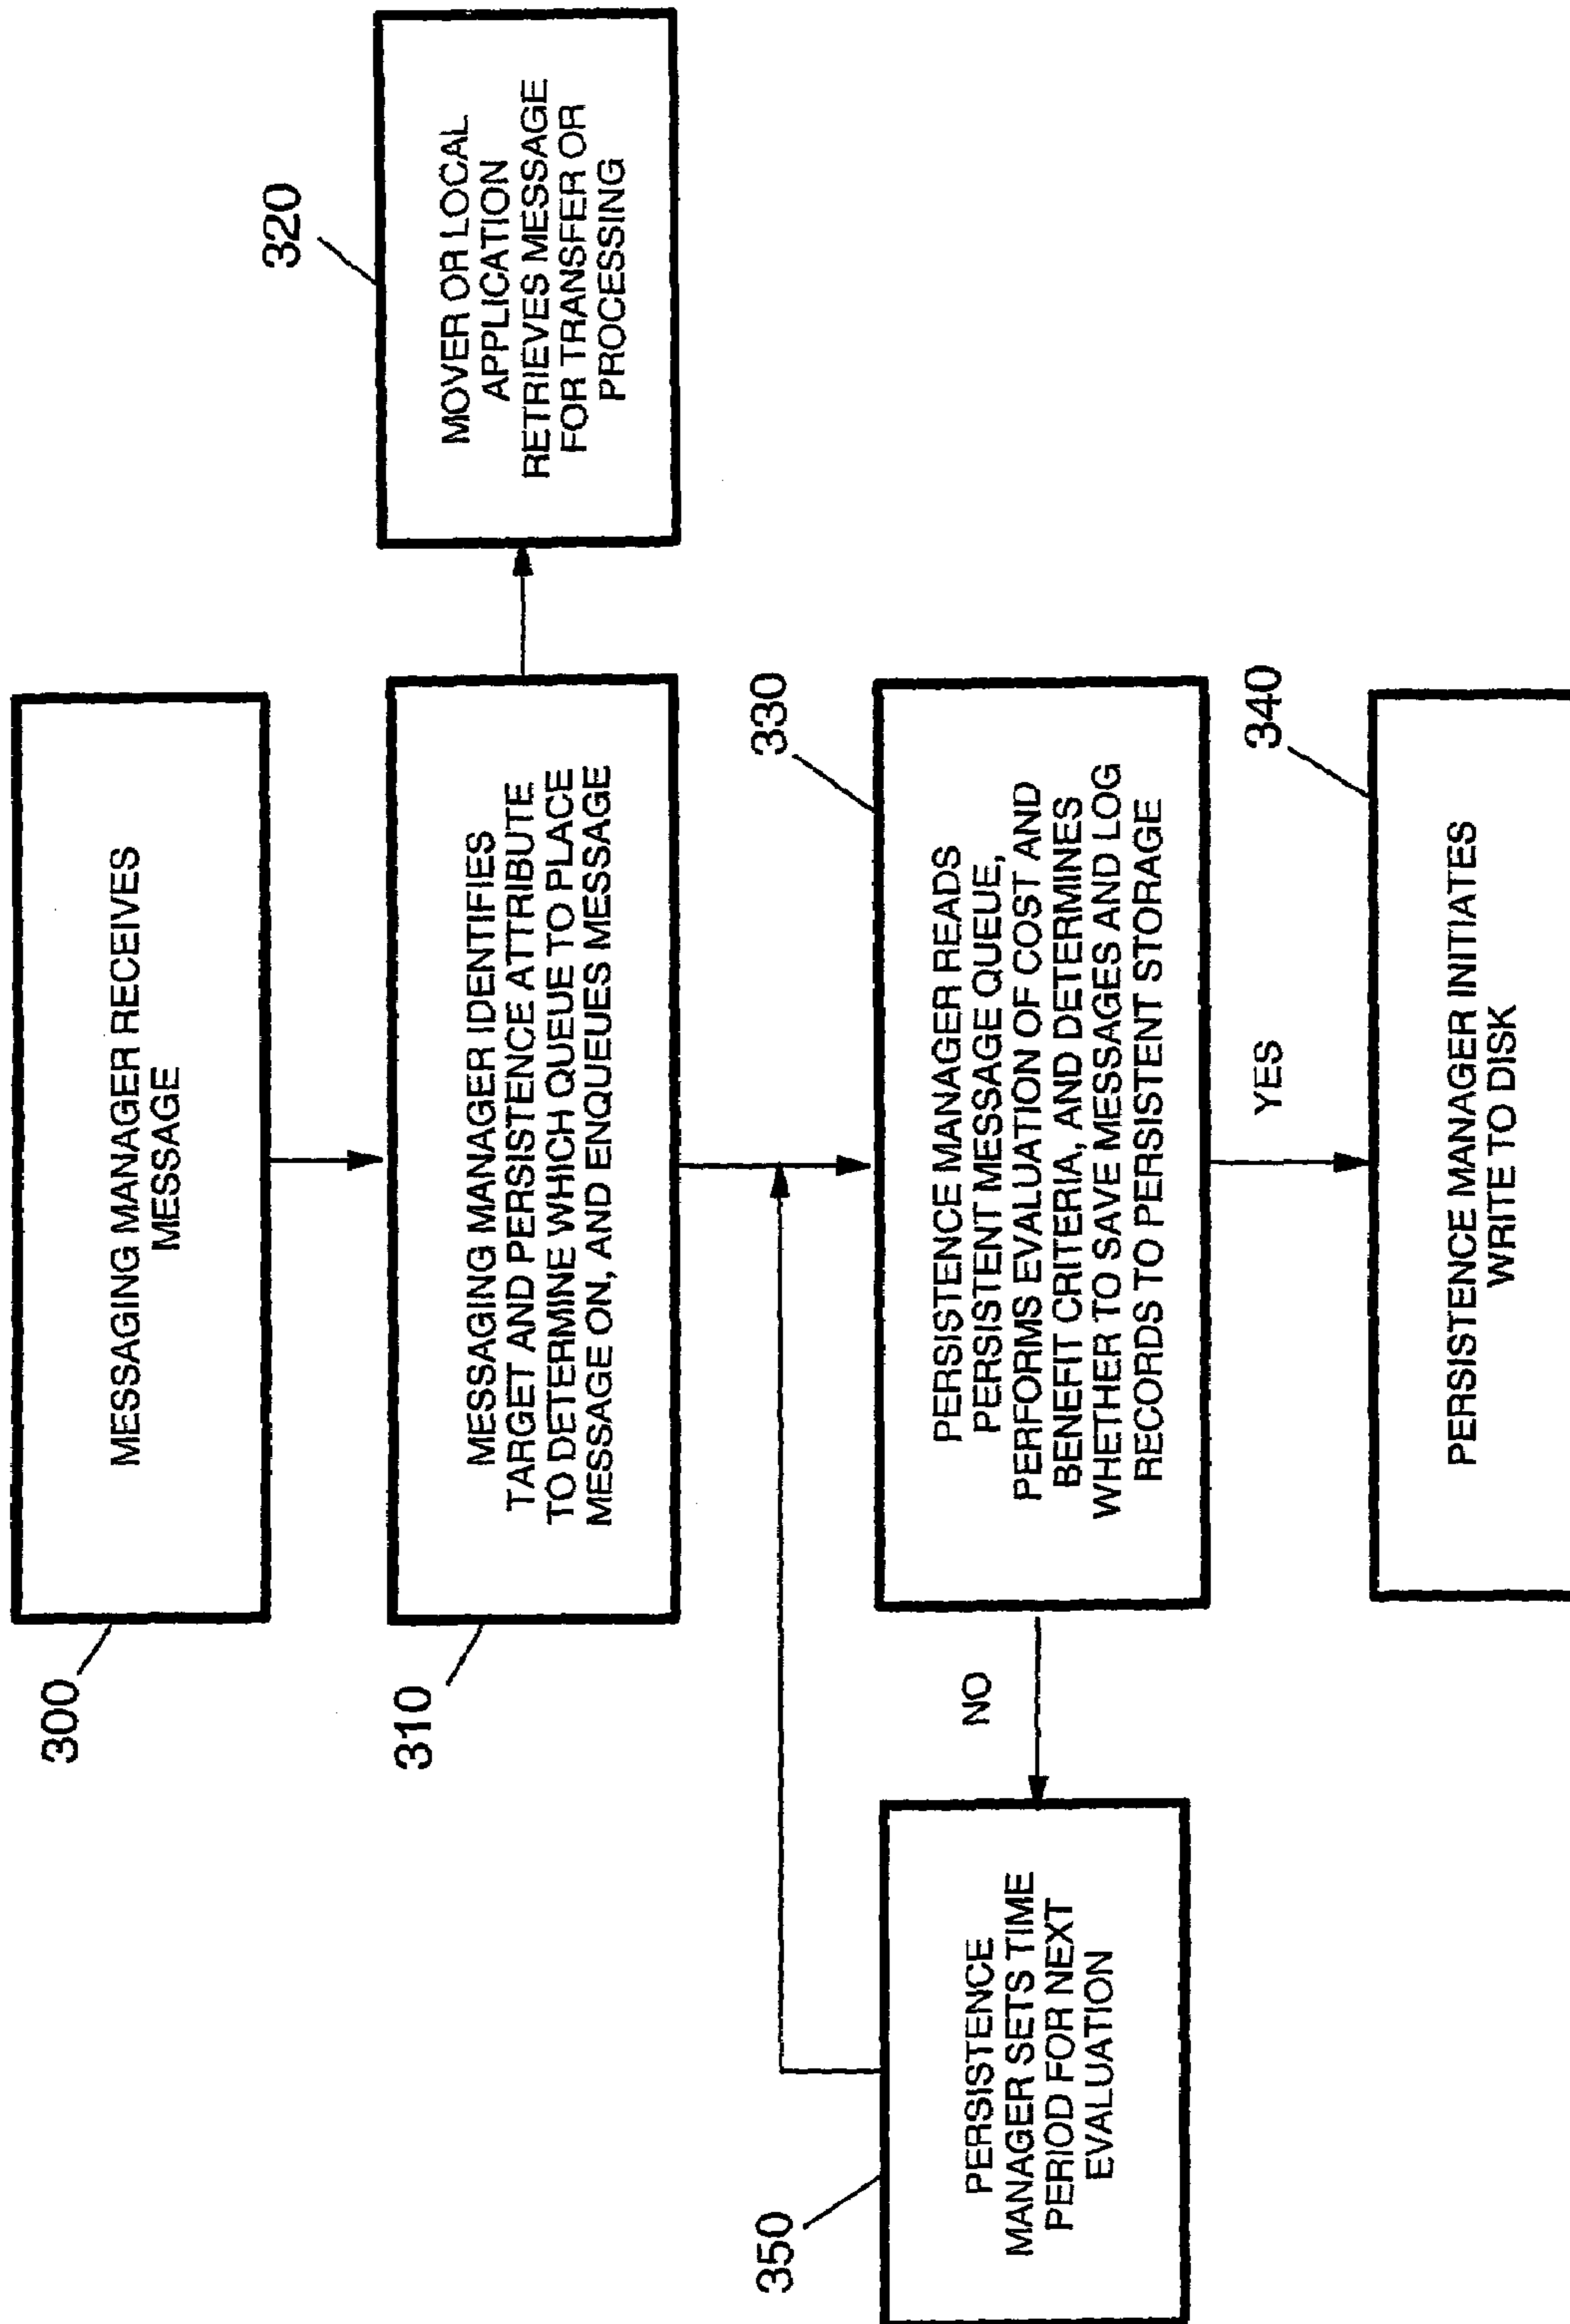 300
MESSAGING MANAGER RECEIVES
MESSAGE
310
MESSAGING MANAGER IDENTIFIES
TARGET AND PERSISTENCE ATTRIBUTE
TO DETERMINE WHICH QUEUE TO PLACE
MESSAGE ON, AND ENQUEUES MESSAGE
320
MOVER OR LOCAL
APPLICATION
RETRIEVES MESSAGE
FOR TRANSFER OR
PROCESSING
330
PERSISTENCE MANAGER READS
PERSISTENT MESSAGE QUEUE,
PERFORMS EVALUATION OF COST AND
BENEFIT CRITERIA, AND DETERMINES
WHETHER TO SAVE MESSAGES AND LOG
RECORDS TO PERSISTENT STORAGE
NO
YES
350
PERSISTENCE
MANAGER SETS TIME
PERIOD FOR NEXT
EVALUATION
340
PERSISTENCE MANAGER INITIATES
WRITE TO DISK